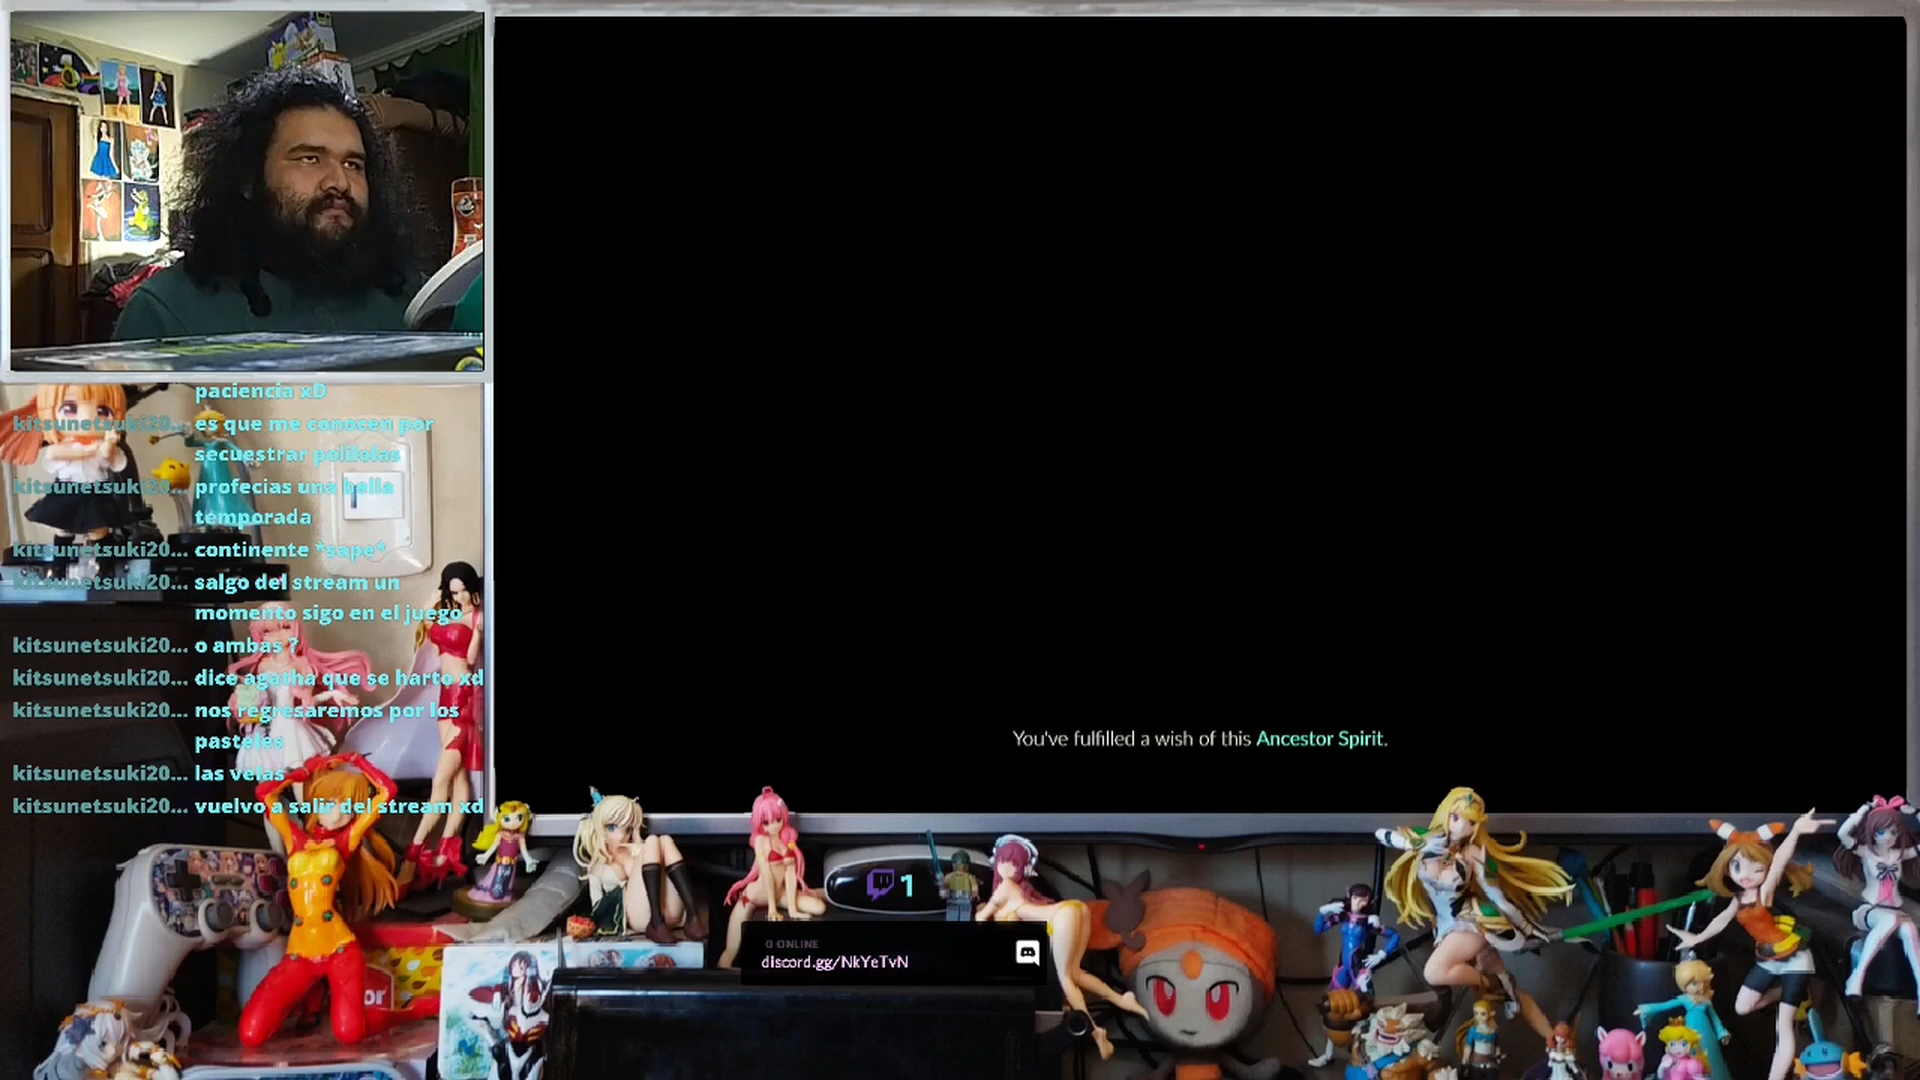 paciencia xD
kitsunetsuki20... es que me conocen por
secuestrar polilolas
kitsunetsuki20... profecias una balla
temporada
kitsunetsuki20... continente *sape*
kitsunetsuki20... salgo del stream un
momento sigo en el juego
kitsunetsuki20... o ambas ?
kitsunetsuki20... dice agatha que se harto xd
kitsunetsuki20... nos regresaremos por los
pasteles
kitsunetsuki20... las velas
kitsunetsuki20... vuelvo a salir del stream xd
You've fulfilled a wish of this Ancestor Spirit.
1
0 ONLINE
discord.gg/NkYeTvN